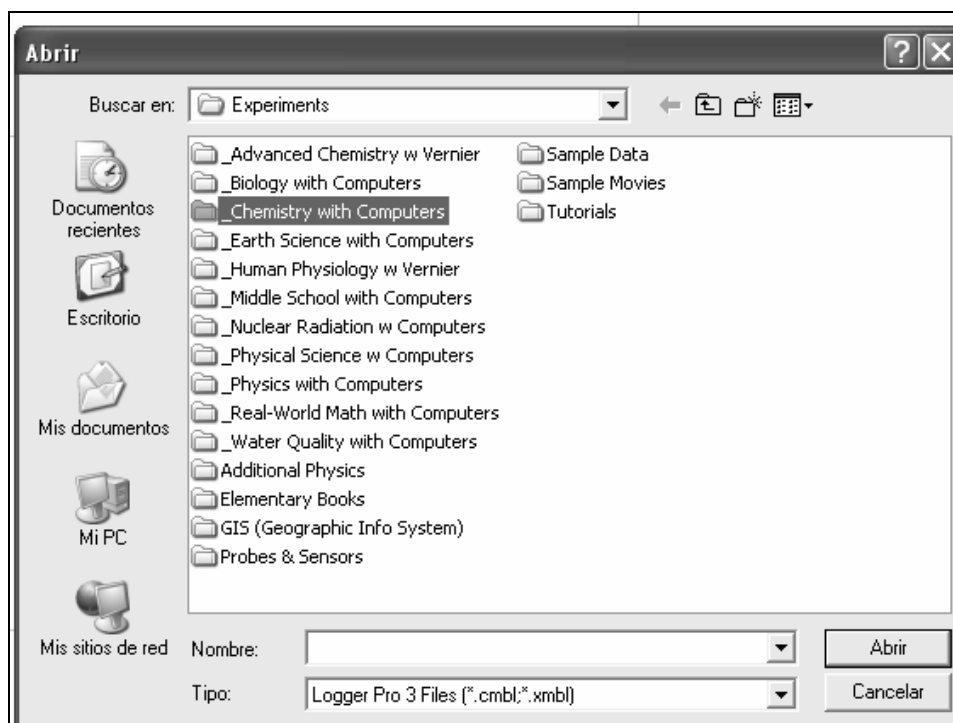 Abrir
Buscar en: Experiments
Documentos
recientes
Escritorio
Mis documentos
Mi PC
Mis sitios de red
_Advanced Chemistry w Vernier
_Biology with Computers
_Chemistry with Computers
_Earth Science with Computers
_Human Physiology w Vernier
_Middle School with Computers
_Nuclear Radiation w Computers
_Physical Science w Computers
_Physics with Computers
_Real-World Math with Computers
_Water Quality with Computers
Additional Physics
Elementary Books
GIS (Geographic Info System)
Probes & Sensors
Sample Data
Sample Movies
Tutorials
Nombre:
Abrir
Tipo: Logger Pro 3 Files (*.cmbl;*.xmbl)
Cancelar